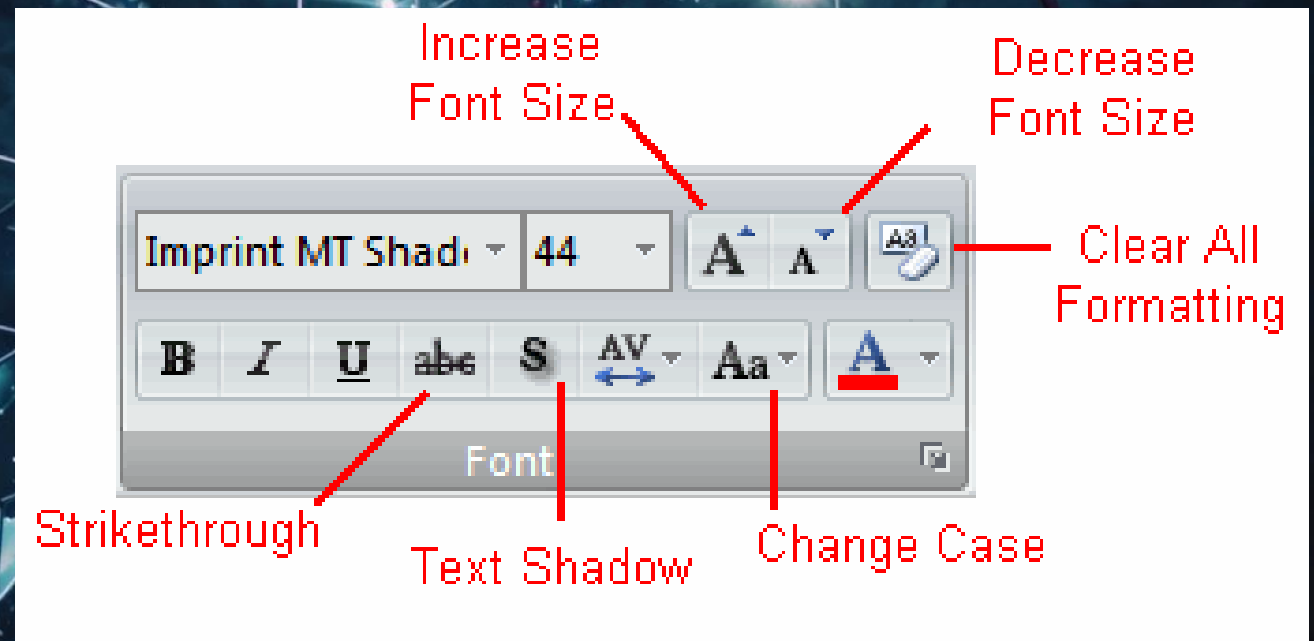 Increase
Font Size
Decrease
Font Size
Imprint MT Shad
44
A A Aa
Clear All
Formatting
B I U abc S AV Aa A
Font
Strikethrough
Text Shadow
Change Case